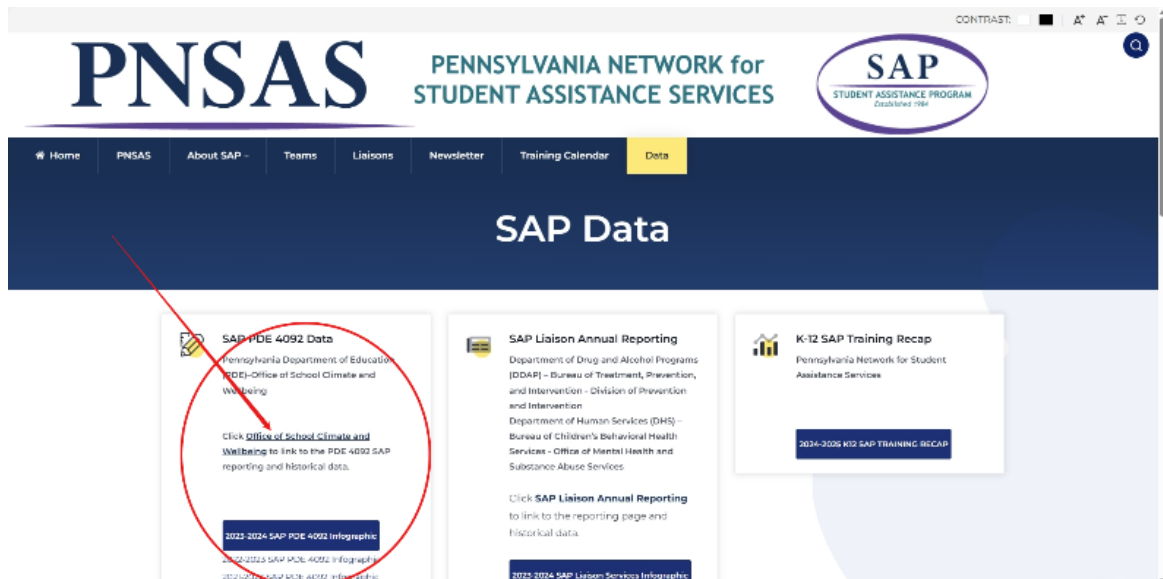 CONTRAST:
PNSAS
PENNSYLVANIA NETWORK for
STUDENT ASSISTANCE SERVICES
SAP
STUDENT ASSISTANCE PROGRAM
Established 1984
Home PNSAS About SAP Teams Liaisons Newsletter Training Calendar Data
SAP Data
SAP PDE 4092 Data
Pennsylvania Department of Education
(PDE)–Office of School Climate and
Wellbeing
Click Office of School Climate and
Wellbeing to link to the PDE 4092 SAP
reporting and historical data.
2023-2024 SAP PDE 4092 Infographic
2022-2023 SAP PDE 4092 Infographic
2021-2022 SAP PDE 4092 Infographic
SAP Liaison Annual Reporting
Department of Drug and Alcohol Programs
(DDAP) – Bureau of Treatment, Prevention,
and Intervention - Division of Prevention
and Intervention
Department of Human Services (DHS) –
Bureau of Children's Behavioral Health
Services - Office of Mental Health and
Substance Abuse Services
Click SAP Liaison Annual Reporting
to link to the reporting page and
historical data.
2023-2024 SAP Liaison Services Infographic
K-12 SAP Training Recap
Pennsylvania Network for Student
Assistance Services
2024-2025 K12 SAP TRAINING RECAP